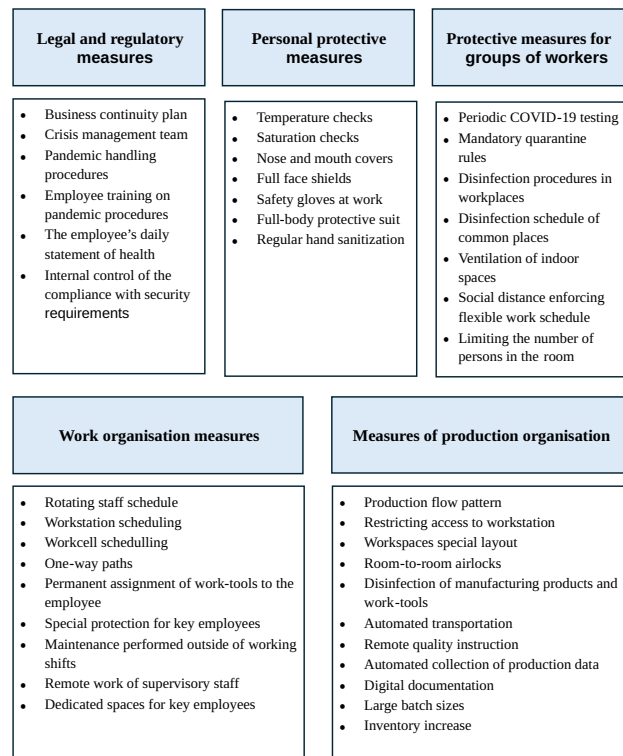 Legal and regulatory
measures
Business continuity plan
Crisis management team
Pandemic handling
procedures
Employee training on
pandemic procedures
The employee's daily
statement of health
Internal control of the
compliance with security
requirements
Personal protective
measures
Temperature checks
Saturation checks
Nose and mouth covers
Full face shields
Safety gloves at work
Full-body protective suit
Regular hand sanitization
Protective measures for
groups of workers
Periodic COVID-19 testing
Mandatory quarantine
rules
Disinfection procedures in
workplaces
Disinfection schedule of
common places
Ventilation of indoor
spaces
Social distance enforcing
flexible work schedule
Limiting the number of
persons in the room
Work organisation measures
Rotating staff schedule
Workstation scheduling
Workcell schedulling
One-way paths
Permanent assignment of work-tools to the
employee
Special protection for key employees
Maintenance performed outside of working
shifts
Remote work of supervisory staff
Dedicated spaces for key employees
Measures of production organisation
Production flow pattern
Restricting access to workstation
Workspaces special layout
Room-to-room airlocks
Disinfection of manufacturing products and
work-tools
Automated transportation
Remote quality instruction
Automated collection of production data
Digital documentation
Large batch sizes
Inventory increase